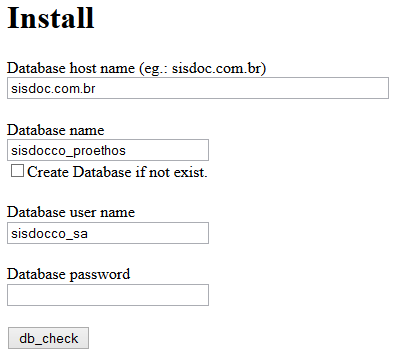 Install
Database host name (eg.: sisdoc.com.br)
sisdoc.com.br
Database name
sisdocco_proethos
Create Database if not exist.
Database user name
sisdocco_sa
Database password
db_check